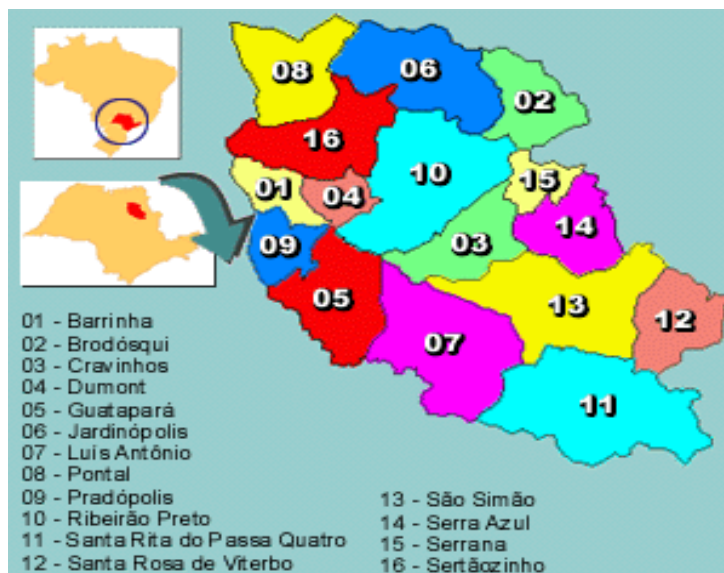 08
06
02
16
10
15
01
04
14
09
03
05
13
12
07
11
01 - Barrinha
02 - Brodósqui
03 - Cravinhos
04 - Dumont
05 - Guatapará
06 - Jardinópolis
07 - Luís Antônio
08 - Pontal
09 - Pradópolis
10 - Ribeirão Preto
11 - Santa Rita do Passa Quatro
12 - Santa Rosa de Viterbo
13 - São Simão
14 - Serra Azul
15 - Serrana
16 - Sertãozinho